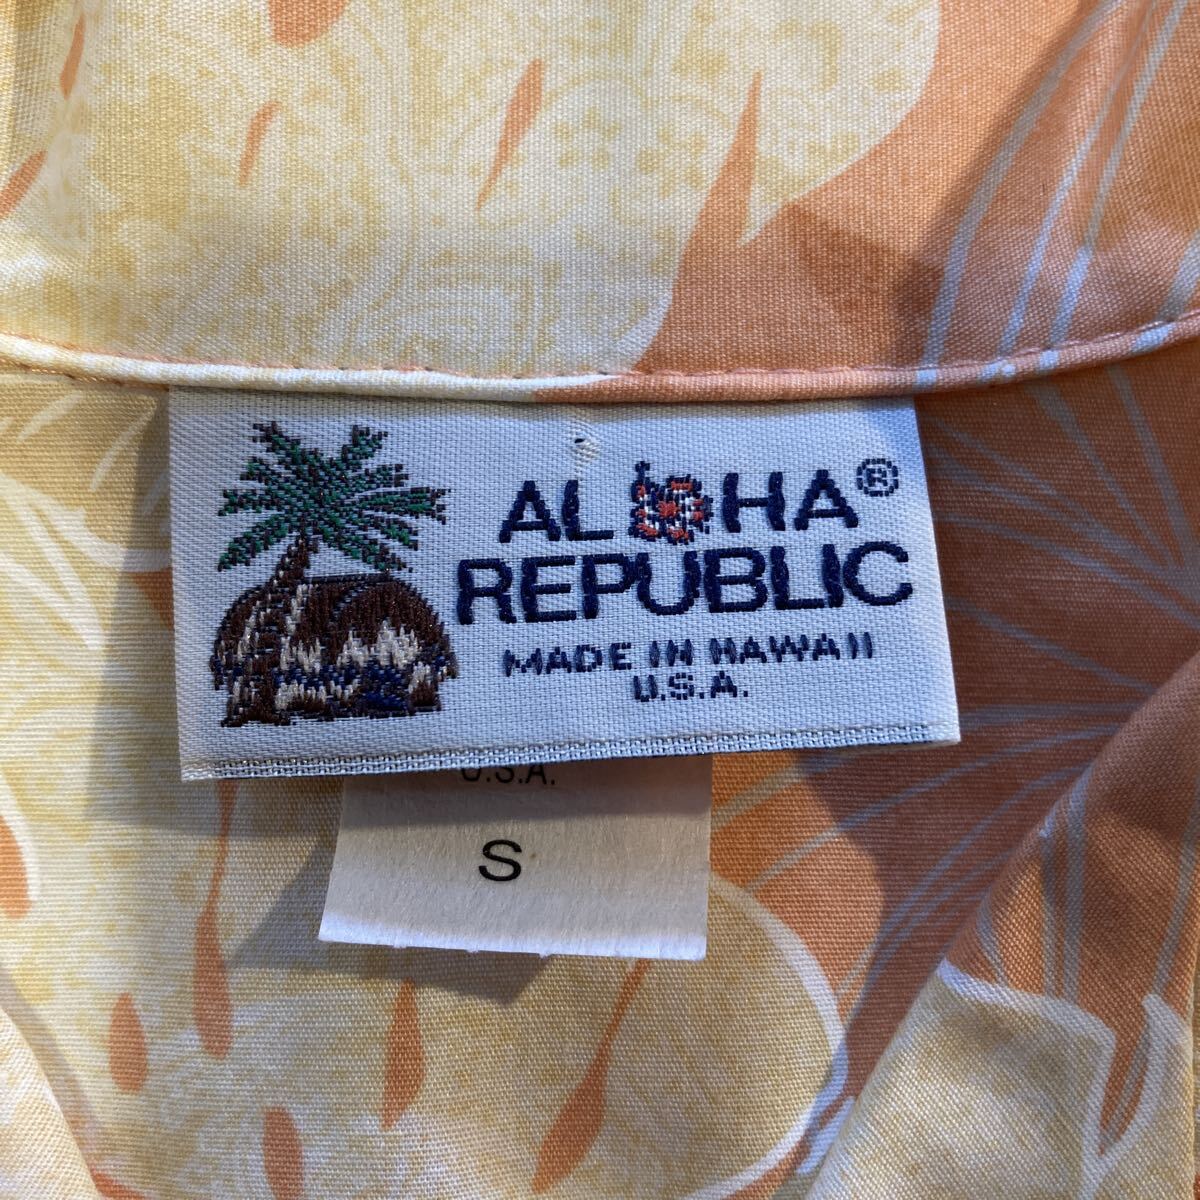 ALOHA®
REPUBLIC
MADE IN HAWAII
U.S.A.
U.S.A.
S